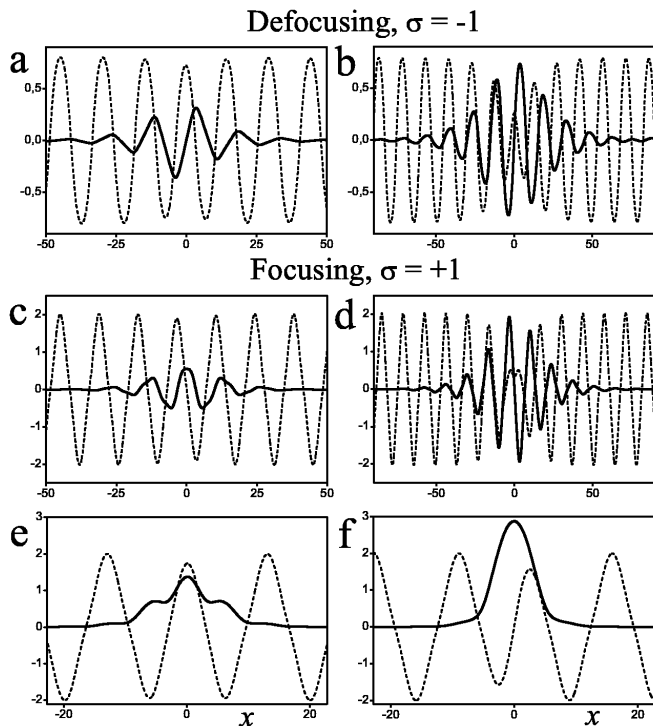 Defocusing, σ = -1
a b
0,5 0,5
0,0 0,0
-0,5 -0,5
-50 -25 0 25 50 -50 0 50
Focusing, σ = +1
c d
2 2
1 1
0 0
-1 -1
-2 -2
-50 -25 0 25 50 -50 0 50
e f
3 3
2 2
1 1
0 0
-1 -1
-2 -2
-20 0 x 20 -20 0 x 20